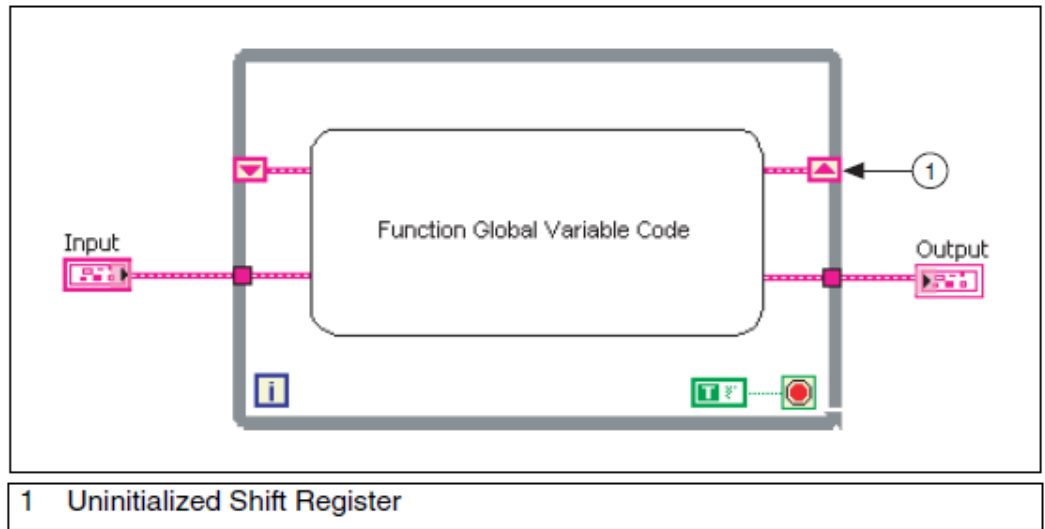 1
Function Global Variable Code
Input
Output
i
T
1 Uninitialized Shift Register